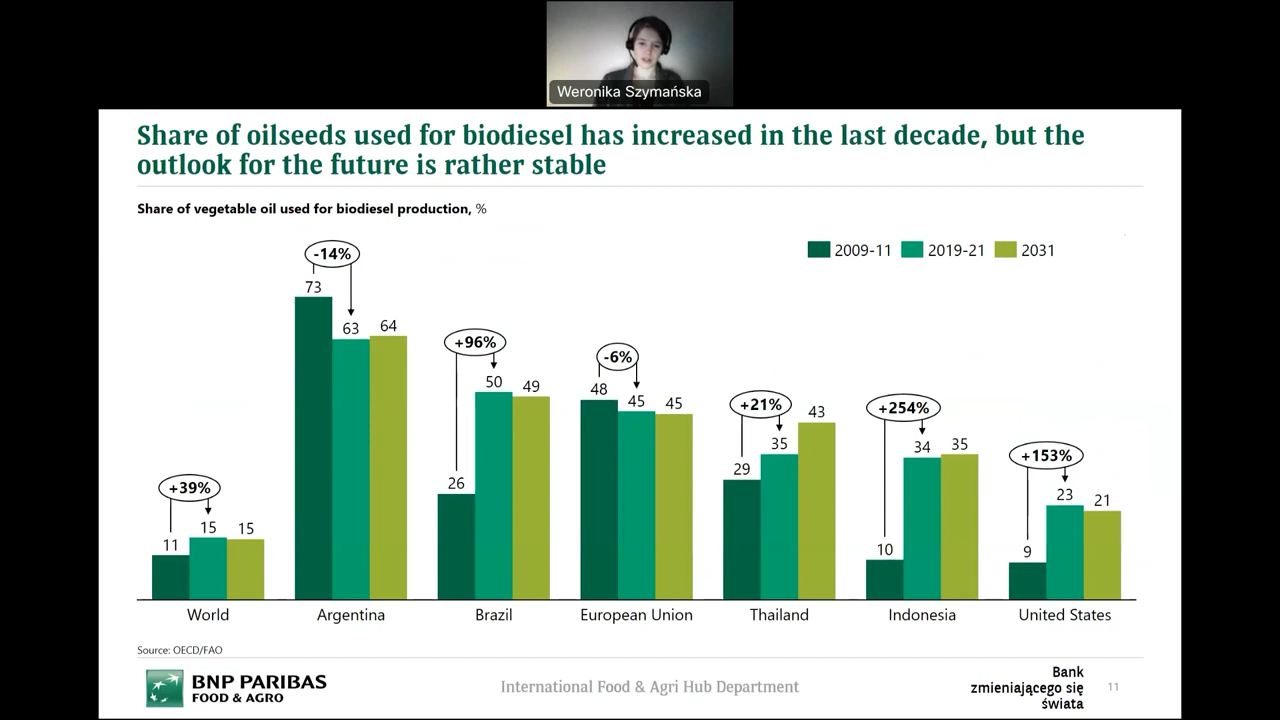 Weronika Szymańska
Share of oilseeds used for biodiesel has increased in the last decade, but the
outlook for the future is rather stable
Share of vegetable oil used for biodiesel production, %
2009-11 2019-21 2031
+39%
11 15 15
-14%
73 63 64
+96%
26 50 49
-6%
48 45 45
+21%
29 35 43
+254%
10 34 35
+153%
9 23 21
World Argentina Brazil European Union Thailand Indonesia United States
Source: OECD/FAO
BNP PARIBAS
FOOD & AGRO
International Food & Agri Hub Department
Bank
zmieniającego się
świata
11